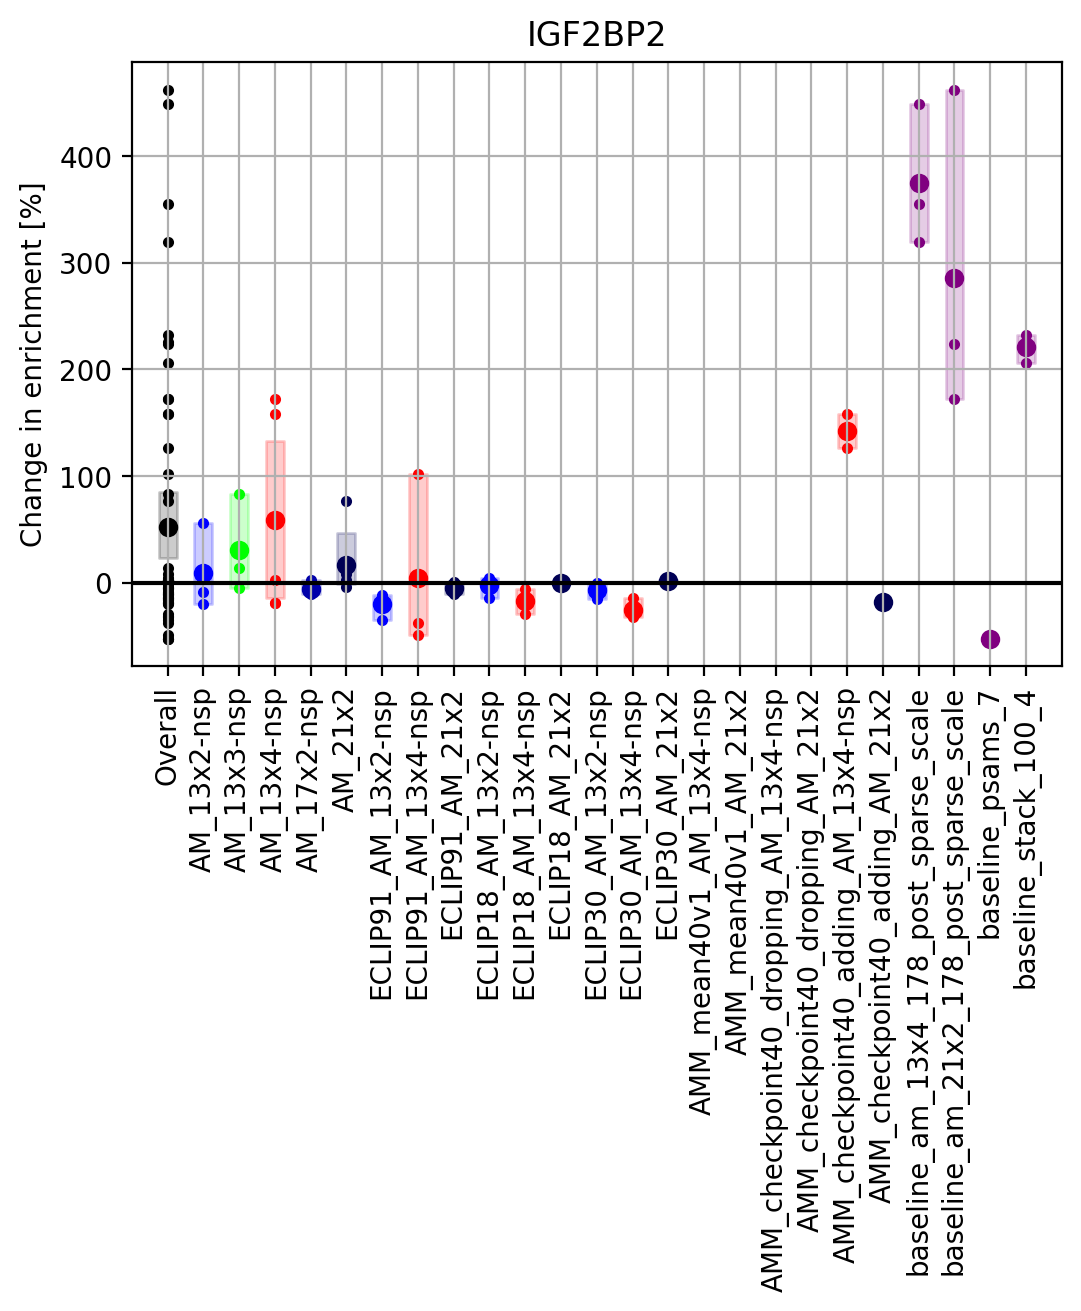 IGF2BP2
Change in enrichment [%]
400
300
200
100
0
Overall
AM_13x2-nsp
AM_13x3-nsp
AM_13x4-nsp
AM_17x2-nsp
AM_21x2
ECLIP91_AM_13x2-nsp
ECLIP91_AM_13x4-nsp
ECLIP91_AM_21x2
ECLIP18_AM_13x2-nsp
ECLIP18_AM_13x4-nsp
ECLIP18_AM_21x2
ECLIP30_AM_13x2-nsp
ECLIP30_AM_13x4-nsp
ECLIP30_AM_21x2
AMM_mean40v1_AM_13x4-nsp
AMM_mean40v1_AM_21x2
AMM_checkpoint40_dropping_AM_13x4-nsp
AMM_checkpoint40_dropping_AM_21x2
AMM_checkpoint40_adding_AM_13x4-nsp
AMM_checkpoint40_adding_AM_21x2
baseline_am_13x4_178_post_sparse_scale
baseline_am_21x2_178_post_sparse_scale
baseline_psams_7
baseline_stack_100_4